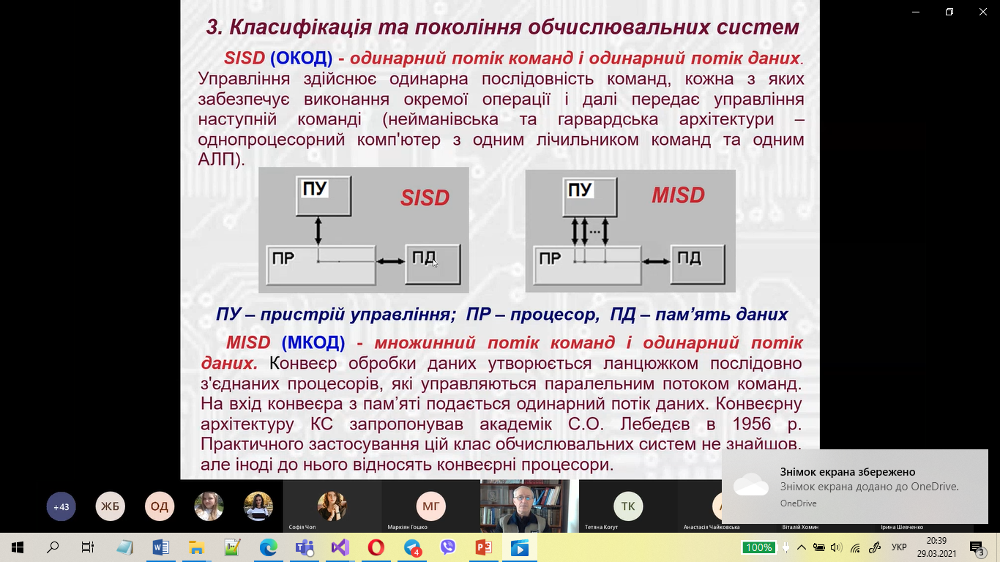 3. Класифікація та покоління обчислювальних систем
SISD (ОКОД) - одинарний потік команд і одинарний потік даних.
Управління здійснює одинарна послідовність команд, кожна з яких
забезпечує виконання окремої операції і далі передає управління
наступній команді (нейманівська та гарвардська архітектури –
однопроцесорний комп'ютер з одним лічильником команд та одним
АЛП).
ПУ
SISD
ПР
ПД
ПУ
MISD
...
ПР
ПД
ПУ – пристрій управління; ПР – процесор, ПД – пам’ять даних
MISD (МКОД) - множинний потік команд і одинарний потік
даних. Конвеєр обробки даних утворюється ланцюжком послідовно
з'єднаних процесорів, які управляються паралельним потоком команд.
На вхід конвеєра з пам’яті подається одинарний потік даних. Конвеєрну
архітектуру КС запропонував академік С.О. Лебедєв в 1956 р.
Практичного застосування цій клас обчислювальних систем не знайшов,
але іноді до нього відносять конвеєрні процесори.
Знімок екрана збережено
Знімок екрана додано до OneDrive.
OneDrive
+43
ЖБ
ОД
Софія Чоп
МГ
Маркіян Гошко
ТК
Тетяна Когут
Анастасія Чайковська
Віталій Хомин
Ірина Шевченко
4
100%
УКР
20:39
29.03.2021
3